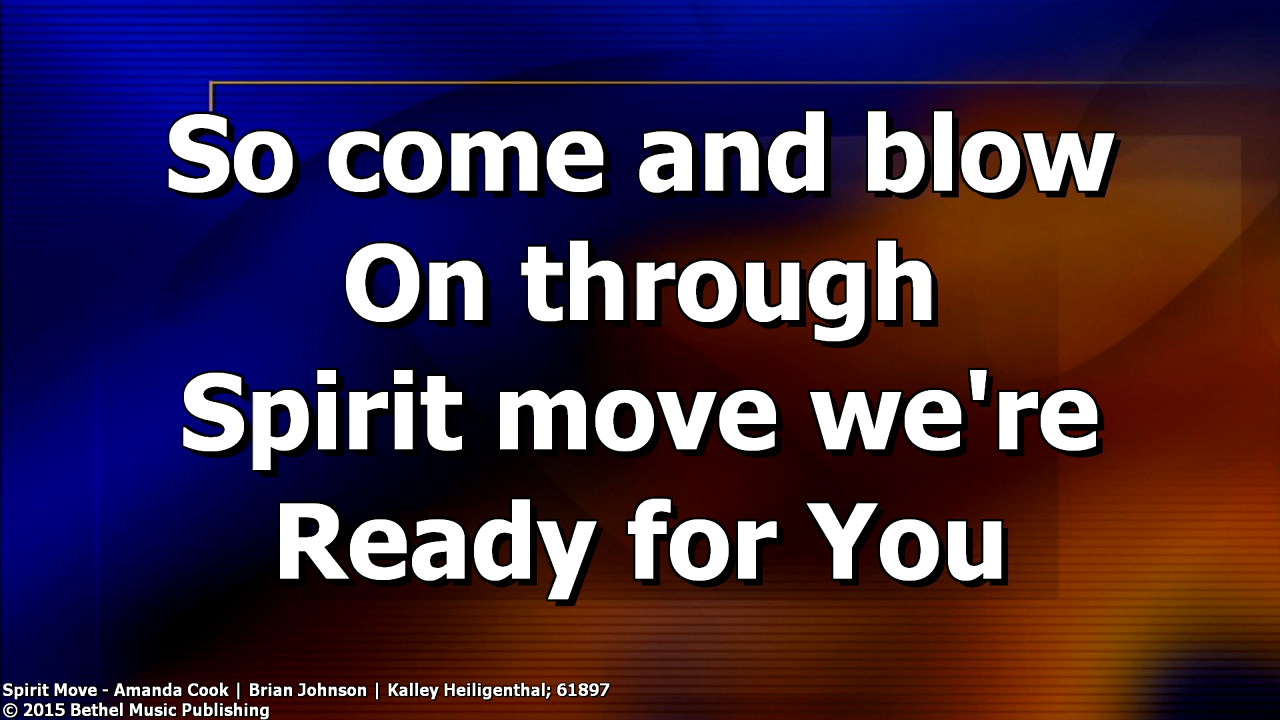 So come and blow
On through
Spirit move we're
Ready for You
Spirit Move - Amanda Cook | Brian Johnson | Kalley Heiligenthal; 61897
© 2015 Bethel Music Publishing